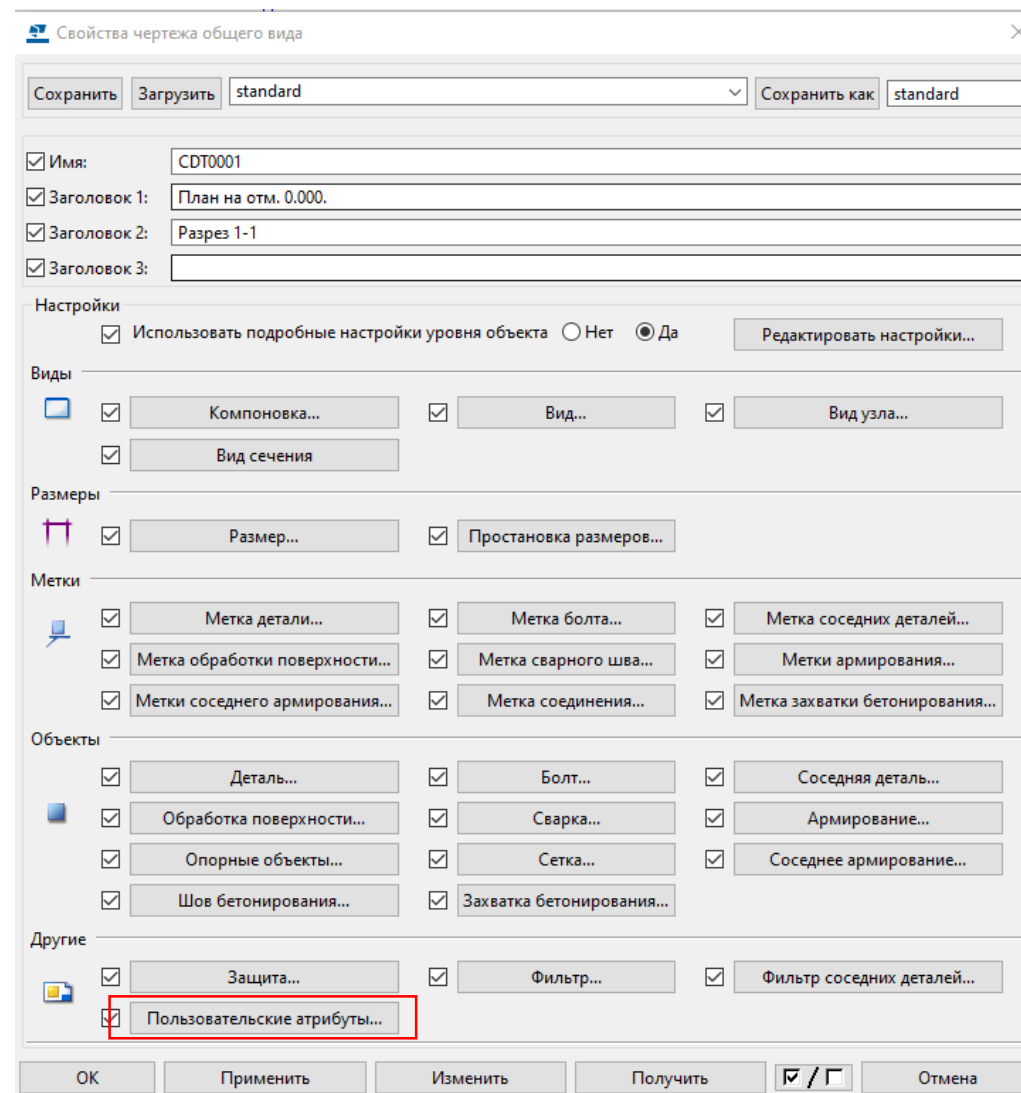 Свойства чертежа общего вида
Сохранить Загрузить standard Сохранить как standard
Имя: CDT0001
Заголовок 1: План на отм. 0.000.
Заголовок 2: Разрез 1-1
Заголовок 3:
Настройки
Использовать подробные настройки уровня объекта Нет Да Редактировать настройки...
Виды
Компоновка... Вид... Вид узла...
Вид сечения
Размеры
Размер... Простановка размеров...
Метки
Метка детали... Метка болта... Метка соседних деталей...
Метка обработки поверхности... Метка сварного шва... Метки армирования...
Метки соседнего армирования... Метка соединения... Метка захватки бетонирования...
Объекты
Деталь... Болт... Соседняя деталь...
Обработка поверхности... Сварка... Армирование...
Опорные объекты... Сетка... Соседнее армирование...
Шов бетонирования... Захватка бетонирования...
Другие
Защита... Фильтр... Фильтр соседних деталей...
Пользовательские атрибуты...
ОК Применить Изменить Получить / Отмена